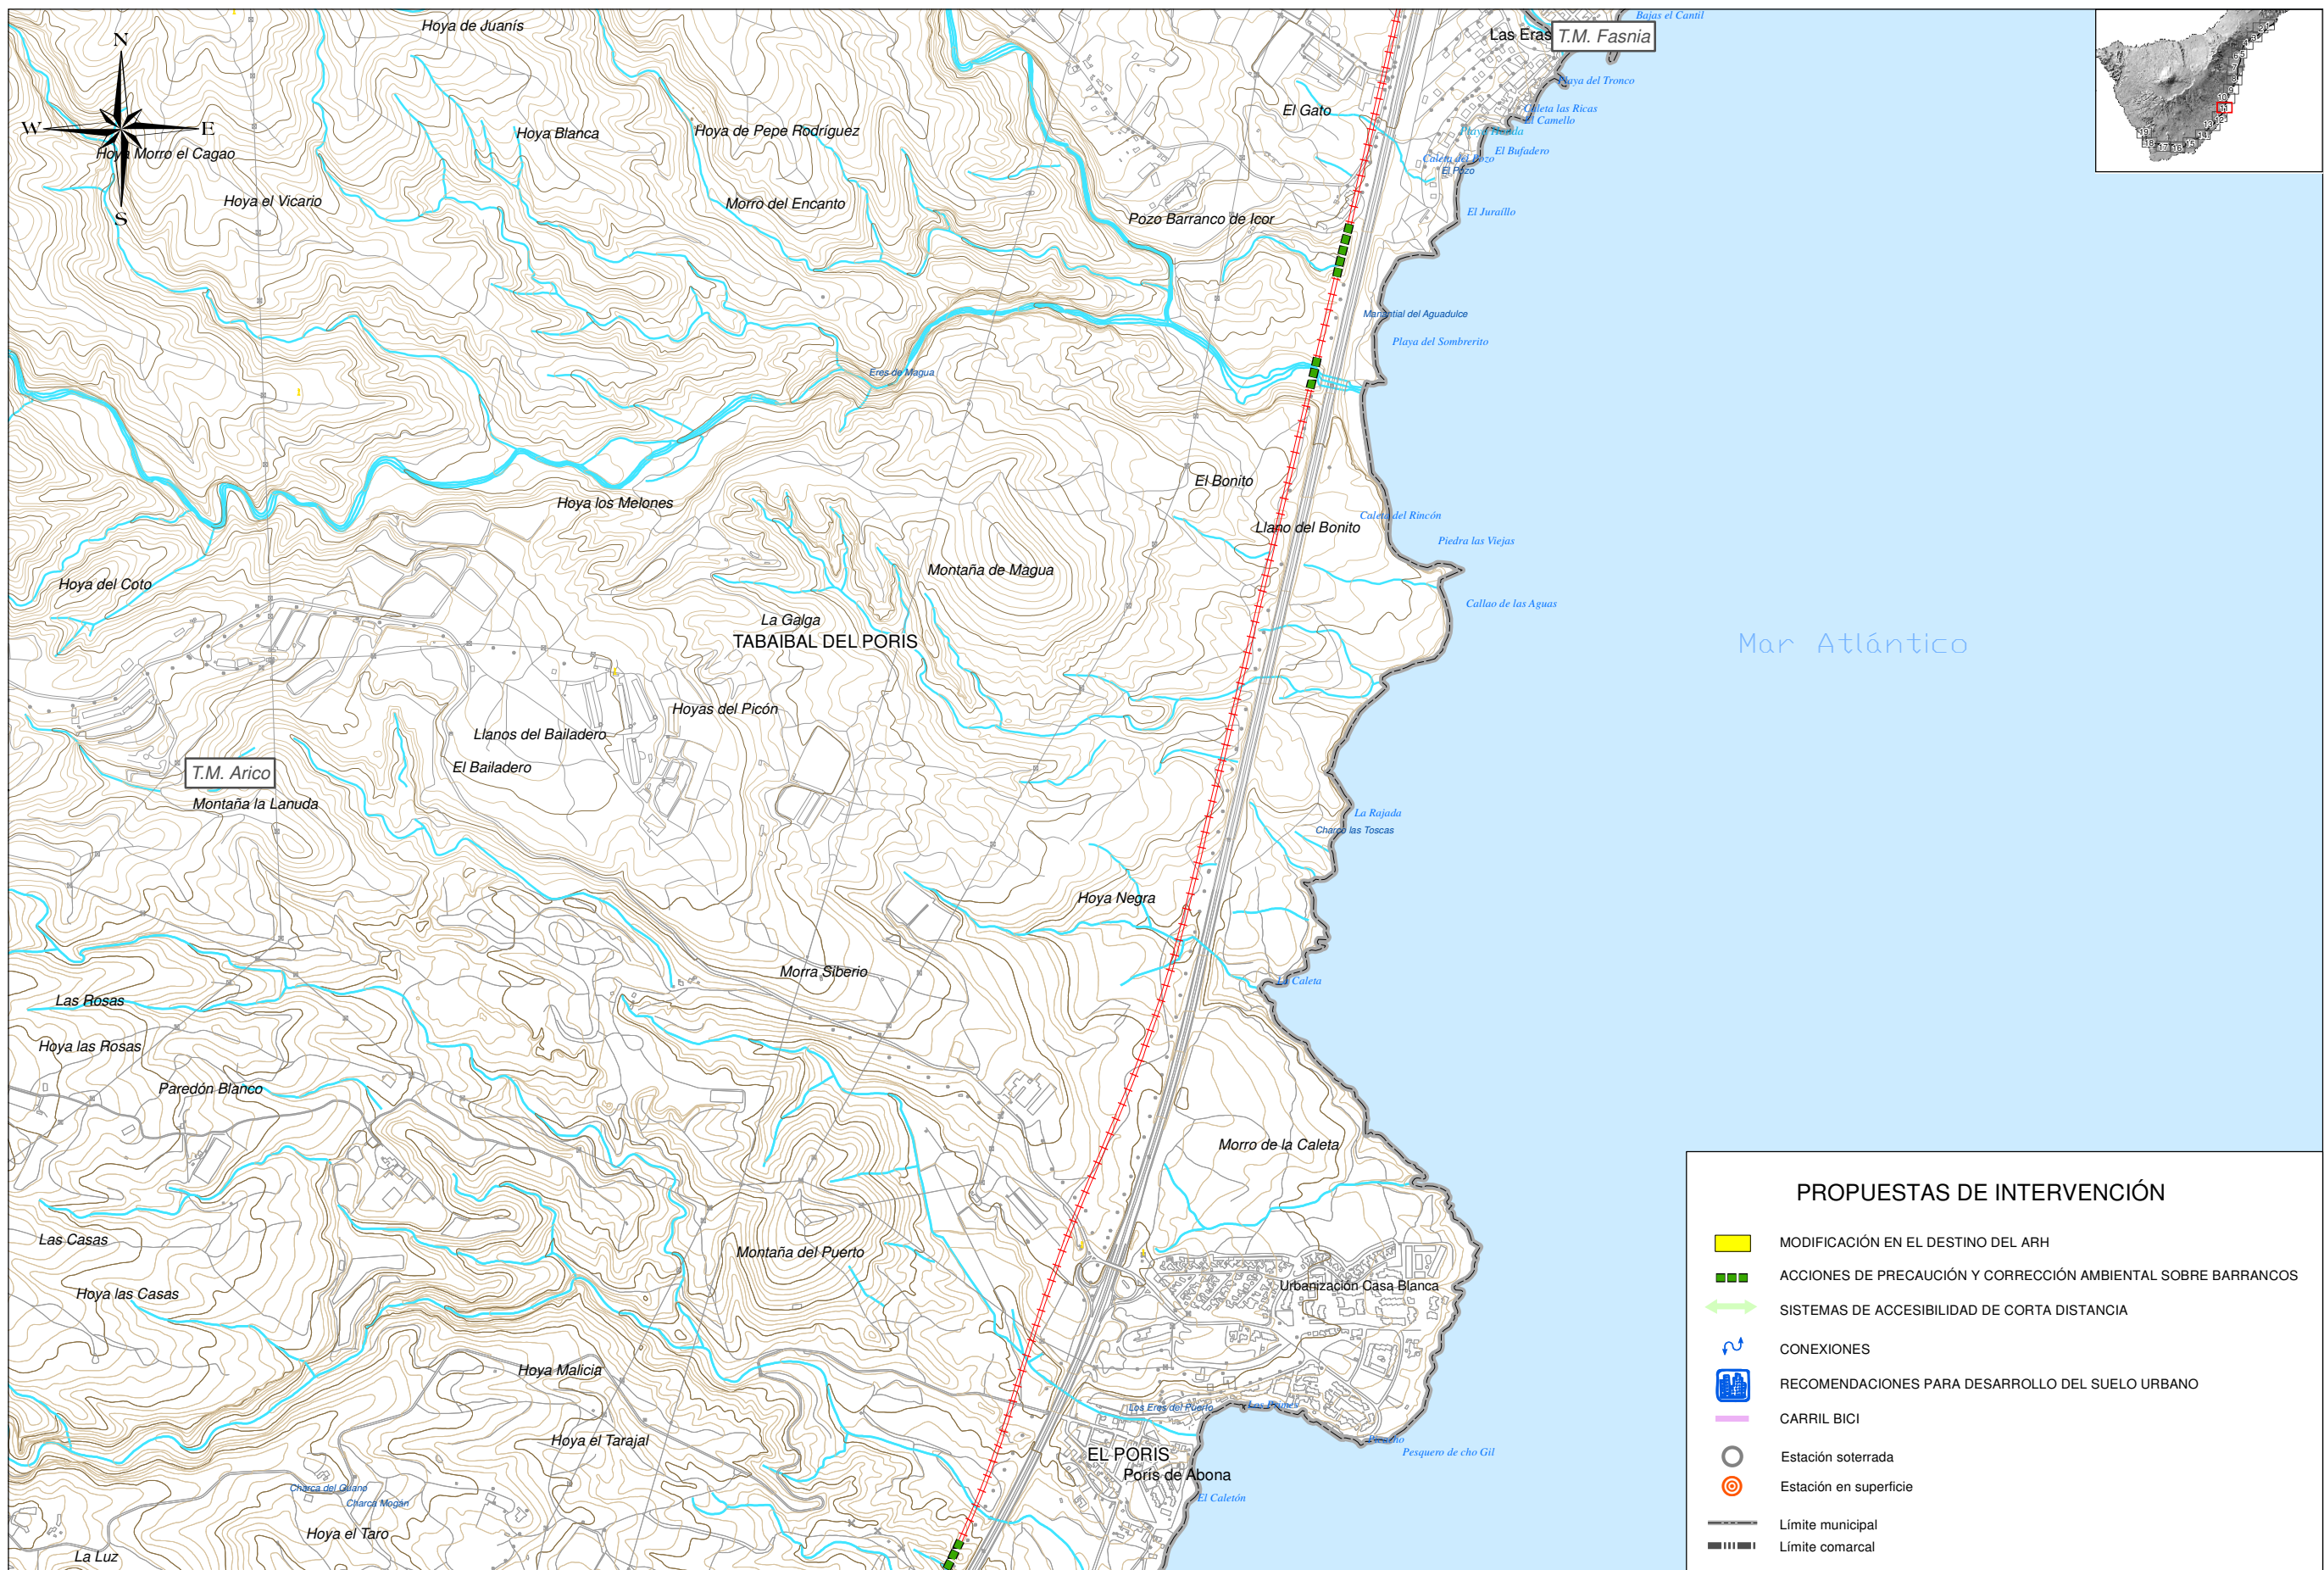 Hoya de Juanís
Bajas el Cantil
Las Eras
T.M. Fasnia
N
W
E
S
Playa del Tronco
Caleta las Ricas
El Camello
El Gato
Hoya Blanca
Hoya de Pepe Rodríguez
Hoya Morro el Cagao
El Bufadero
Caleta del Pozo
El Pozo
Hoya el Vicario
Morro del Encanto
Pozo Barranco de Icor
El Juraíllo
Manantial del Aguadulce
Playa del Sombrerito
Eres de Magua
El Bonito
Hoya los Melones
Caleta del Rincón
Llano del Bonito
Piedra las Viejas
Hoya del Coto
Montaña de Magua
Callao de las Aguas
La Galga
TABAIBAL DEL PORIS
Mar Atlántico
Hoyas del Picón
Llanos del Bailadero
El Bailadero
T.M. Arico
Montaña la Lanuda
La Rajada
Charco las Toscas
Hoya Negra
Morra Siberio
La Caleta
Las Rosas
Hoya las Rosas
Paredón Blanco
Morro de la Caleta
Las Casas
Montaña del Puerto
Hoya las Casas
Urbanización Casa Blanca
Hoya Malicia
Los Eres del Puerto
Hoya el Tarajal
EL PORIS
Pesquero de cho Gil
Porís de Abona
Charca del Guano
Charca Mogán
El Caletón
Hoya el Taro
La Luz
PROPUESTAS DE INTERVENCIÓN
MODIFICACIÓN EN EL DESTINO DEL ARH
ACCIONES DE PRECAUCIÓN Y CORRECCIÓN AMBIENTAL SOBRE BARRANCOS
SISTEMAS DE ACCESIBILIDAD DE CORTA DISTANCIA
CONEXIONES
RECOMENDACIONES PARA DESARROLLO DEL SUELO URBANO
CARRIL BICI
Estación soterrada
Estación en superficie
Límite municipal
Límite comarcal